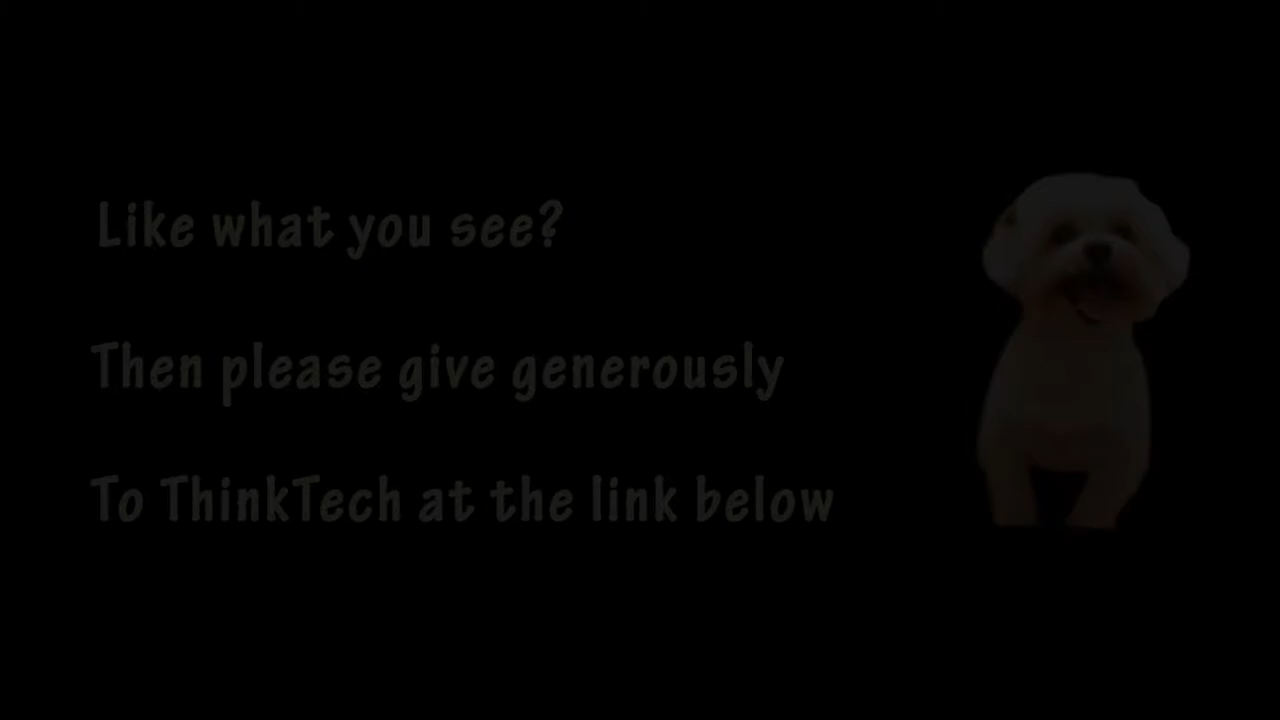 Like what you see?
Then please give generously
To ThinkTech at the link below